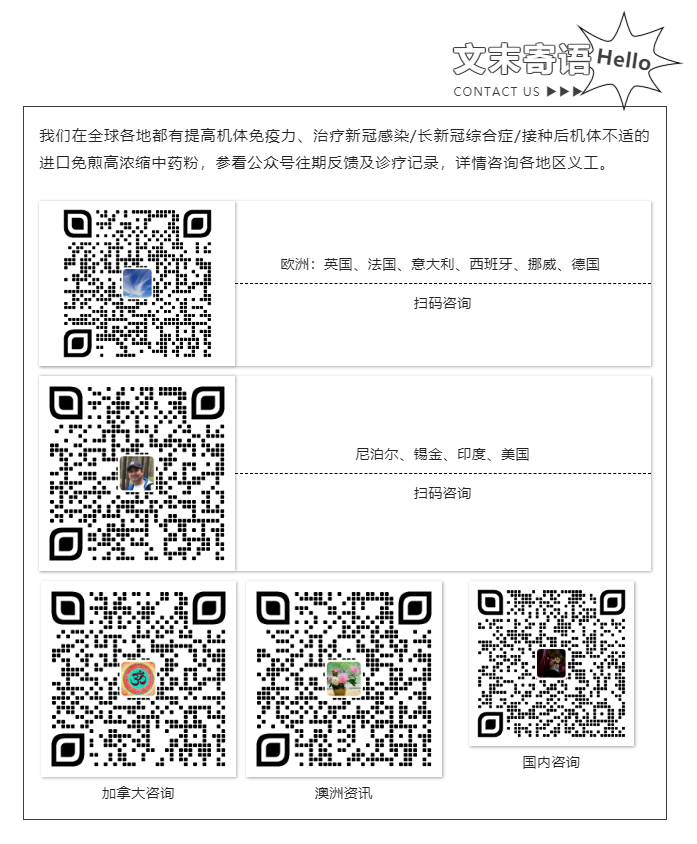 文末寄语
Hello
CONTACT US ▶▶▶
我们在全球各地都有提高机体免疫力、治疗新冠感染/长新冠综合症/接种后机体不适的
进口免煎高浓缩中药粉，参看公众号往期反馈及诊疗记录，详情咨询各地区义工。
欧洲：英国、法国、意大利、西班牙、挪威、德国
扫码咨询
尼泊尔、锡金、印度、美国
扫码咨询
国内咨询
加拿大咨询
澳洲咨讯